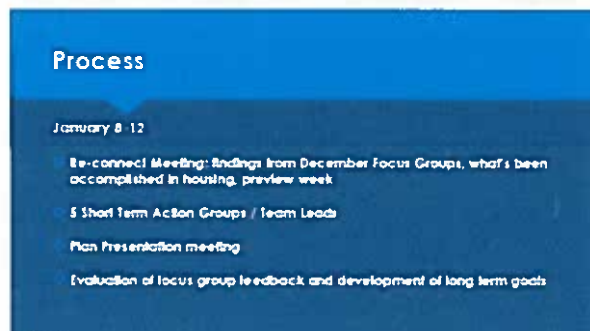 Process
January 8-12
Re-connect Meeting: findings from December Focus Groups, what's been
accomplished in housing, preview week
5 Short Term Action Groups / Team Leads
Plan Presentation meeting
Evaluation of focus group feedback and development of long term goals